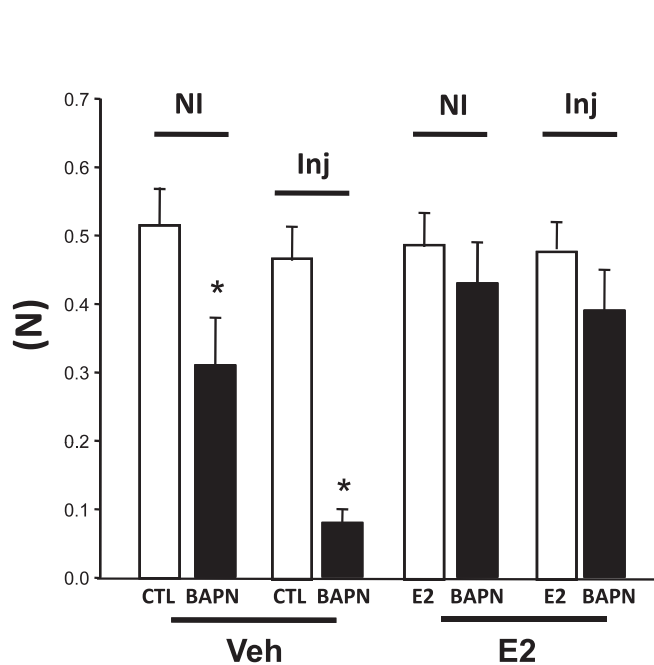 NI
NI
Inj
Inj
0.7
0.6
0.5
0.4
0.3
0.2
0.1
0.0
(N)
*
*
CTL BAPN CTL BAPN E2 BAPN E2 BAPN
Veh E2